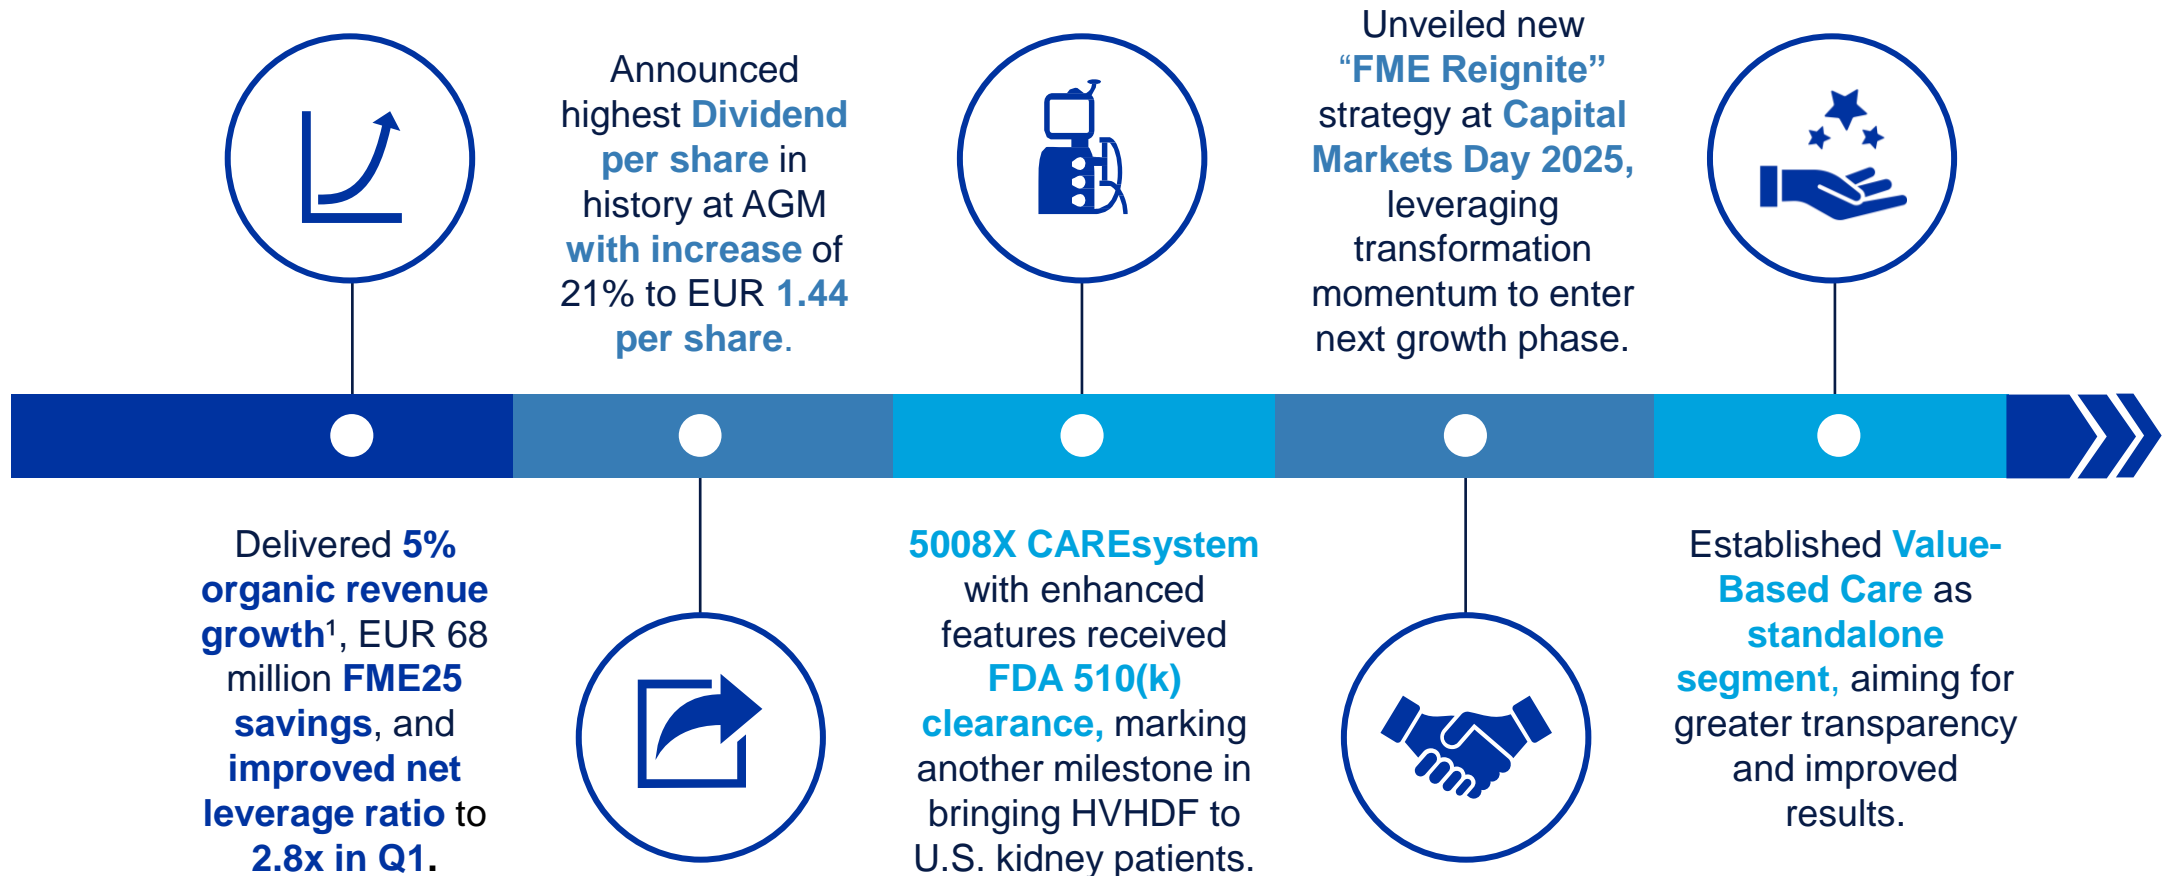 Delivered 5%
organic revenue
growth¹, EUR 68
million FME25
savings, and
improved net
leverage ratio to
2.8x in Q1.
Announced
highest Dividend
per share in
history at AGM
with increase of
21% to EUR 1.44
per share.
5008X CAREsystem
with enhanced
features received
FDA 510(k)
clearance, marking
another milestone in
bringing HVHDF to
U.S. kidney patients.
Unveiled new
“FME Reignite”
strategy at Capital
Markets Day 2025,
leveraging
transformation
momentum to enter
next growth phase.
Established Value-
Based Care as
standalone
segment, aiming for
greater transparency
and improved
results.